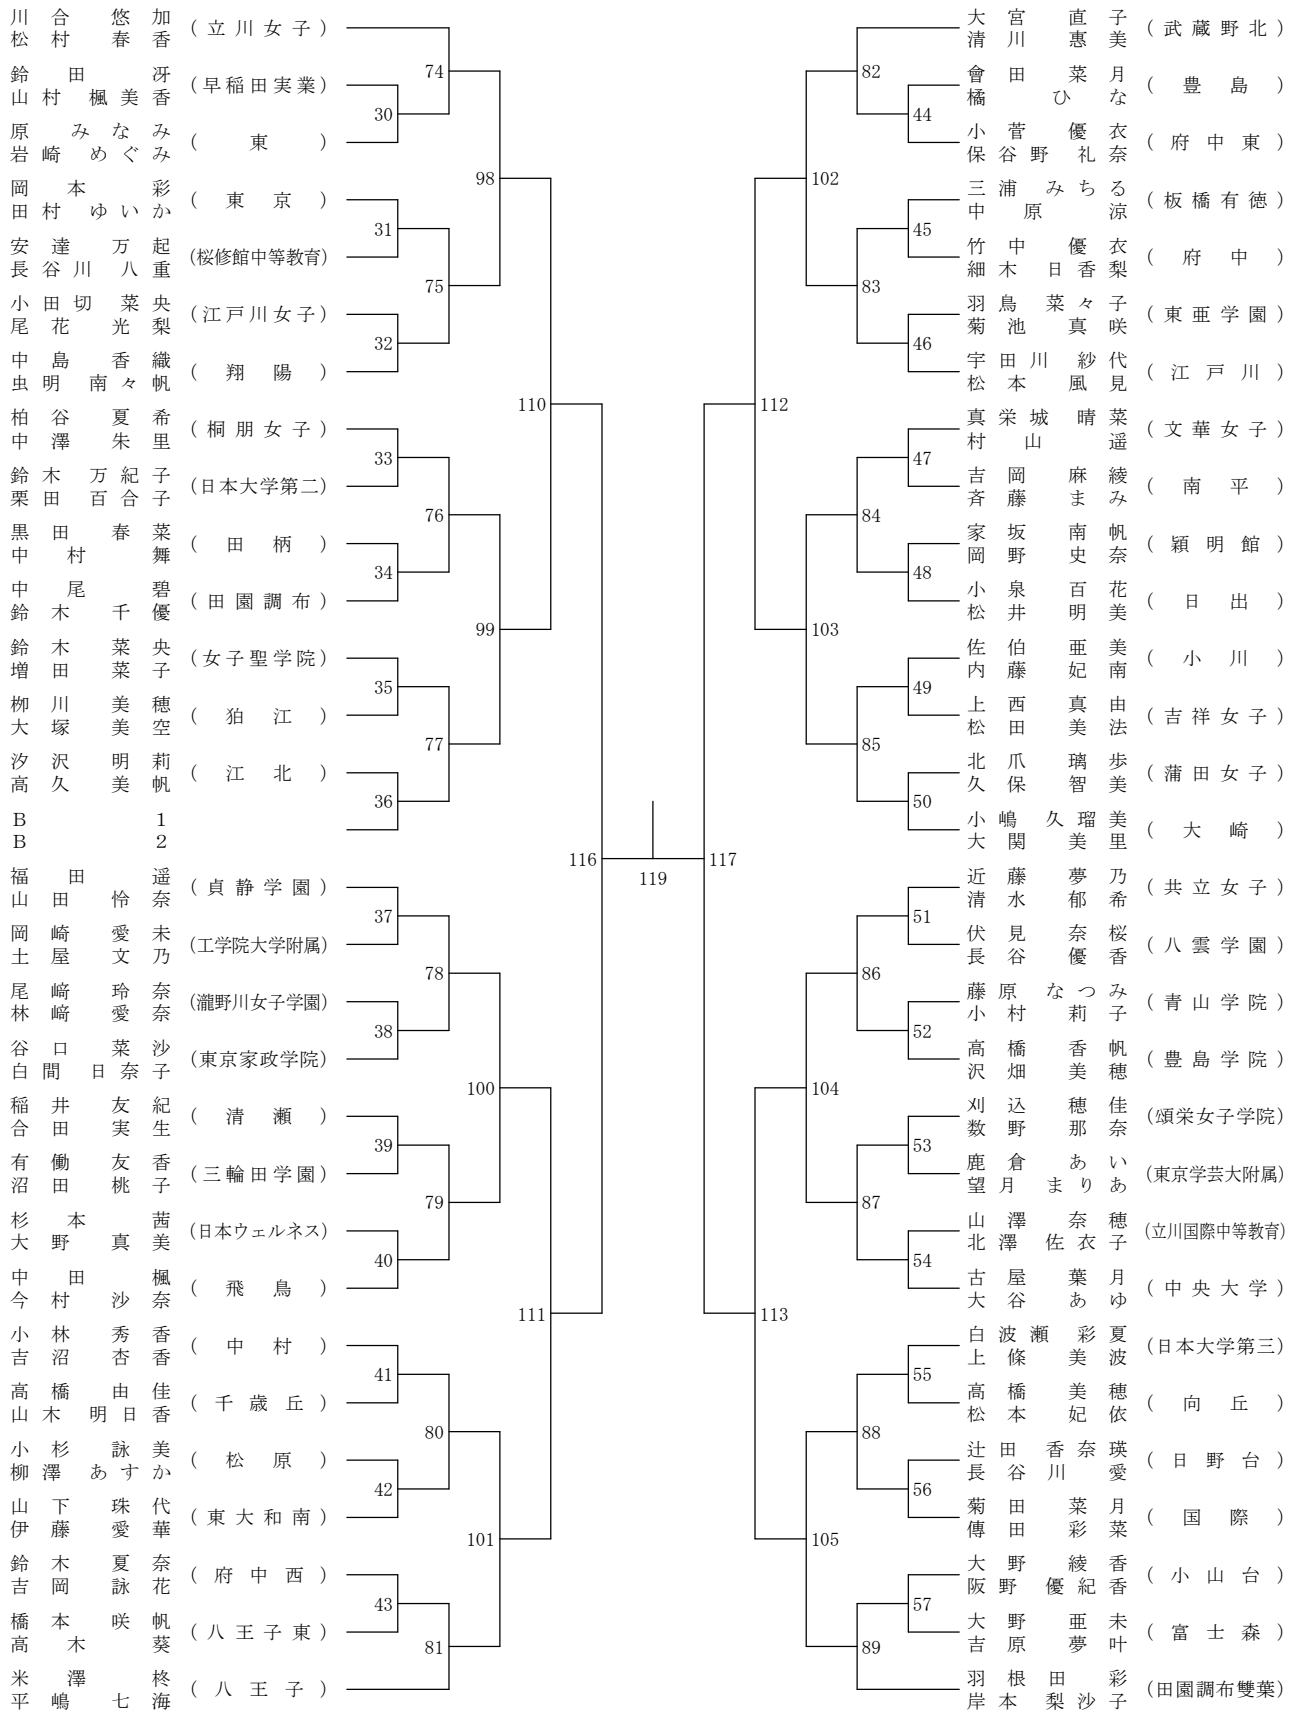 川合悠加
松村春香
(立川女子)
鈴田冴
山村楓美香
(早稲田実業)
原みなみ
岩崎めぐみ
(東)
岡本彩
田村ゆいか
(東京)
安達万起
長谷川八重
(桜修館中等教育)
小田切菜央
尾花光梨
(江戸川女子)
中島香織
虫明南々帆
(翔陽)
柏谷夏希
中澤朱里
(桐朋女子)
鈴木万紀子
栗田百合子
(日本大学第二)
黒田春菜
中村舞
(田柄)
中尾碧
鈴木千優
(田園調布)
鈴木菜央
増田菜子
(女子聖学院)
柳川美穂
大塚美空
(狛江)
汐沢明莉
高久美帆
(江北)
B1
B2
福田遥
山田怜奈
(貞静学園)
岡崎愛未
土屋文乃
(工学院大学附属)
尾﨑玲奈
林﨑愛奈
(瀧野川女子学園)
谷口菜沙
白間日奈子
(東京家政学院)
稲井友紀
合田実生
(清瀬)
有働友香
沼田桃子
(三輪田学園)
杉本茜
大野真美
(日本ウェルネス)
中田楓
今村沙奈
(飛鳥)
小林秀香
吉沼杏香
(中村)
高橋由佳
山木明日香
(千歳丘)
小杉詠美
柳澤あすか
(松原)
山下珠代
伊藤愛華
(東大和南)
鈴木夏奈
吉岡詠花
(府中西)
橋本咲帆
高木葵
(八王子東)
米澤柊
平嶋七海
(八王子)
30
31
32
33
34
35
36
37
38
39
40
41
42
43
74
75
76
77
78
79
80
81
98
99
100
101
110
111
116
119
117
112
113
102
103
104
105
82
83
84
85
86
87
88
89
44
45
46
47
48
49
50
51
52
53
54
55
56
57
大宮直子
清川惠美
(武蔵野北)
會田菜月
橘ひな
(豊島)
小菅優衣
保谷野礼奈
(府中東)
三浦みちる
中原涼
(板橋有徳)
竹中優衣
細木日香梨
(府中)
羽鳥菜々子
菊池真咲
(東亜学園)
宇田川紗代
松本風見
(江戸川)
真栄城晴菜
村山遥
(文華女子)
吉岡麻綾
斉藤まみ
(南平)
家坂南帆
岡野史奈
(穎明館)
小泉百花
松井明美
(日出)
佐伯亜美
内藤妃南
(小川)
上西真由
松田美法
(吉祥女子)
北爪璃歩
久保智美
(蒲田女子)
小嶋久瑠美
大関美里
(大崎)
近藤夢乃
清水郁希
(共立女子)
伏見奈桜
長谷優香
(八雲学園)
藤原なつみ
小村莉子
(青山学院)
高橋香帆
沢畑美穂
(豊島学院)
刈込穂佳
数野那奈
(頌栄女子学院)
鹿倉あい
望月まりあ
(東京学芸大附属)
山澤奈穂
北澤佐衣子
(立川国際中等教育)
古屋葉月
大谷あゆ
(中央大学)
白波瀬彩夏
上條美波
(日本大学第三)
高橋美穂
松本妃依
(向丘)
辻田香奈瑛
長谷川愛
(日野台)
菊田菜月
傳田彩菜
(国際)
大野綾香
阪野優紀香
(小山台)
大野亜未
吉原夢叶
(富士森)
羽根田彩
岸本梨沙子
(田園調布雙葉)